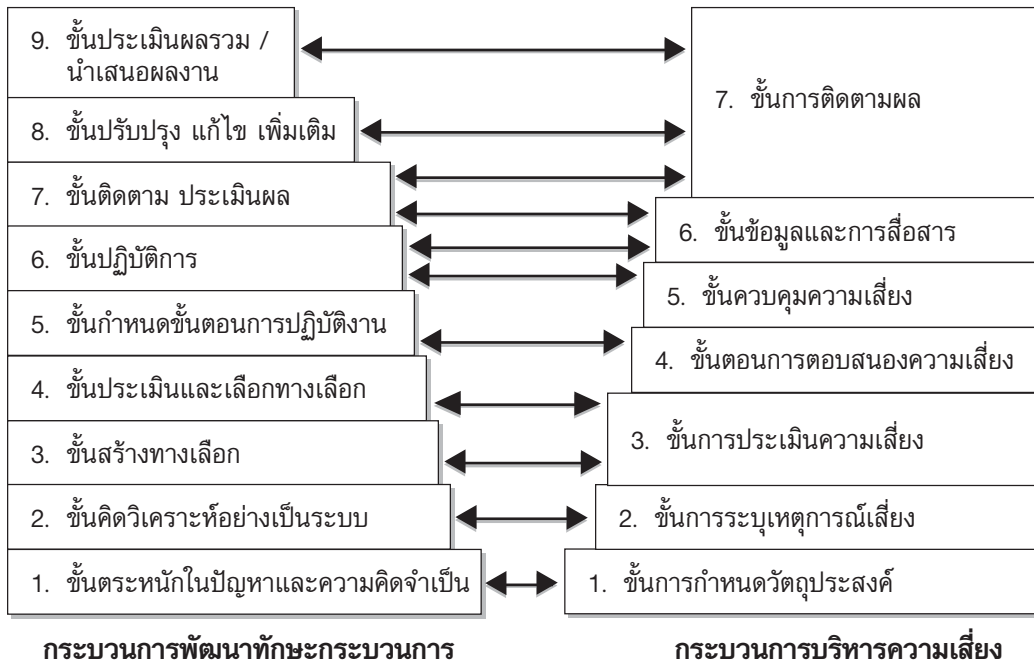 9. ขั้นประเมินผลรวม /
นำเสนอผลงาน
8. ขั้นปรับปรุง แก้ไข เพิ่มเติม
7. ขั้นติดตาม ประเมินผล
6. ขั้นปฏิบัติการ
5. ขั้นกำหนดขั้นตอนการปฏิบัติงาน
4. ขั้นประเมินและเลือกทางเลือก
3. ขั้นสร้างทางเลือก
2. ขั้นคิดวิเคราะห์อย่างเป็นระบบ
1. ขั้นตระหนักในปัญหาและความคิดจำเป็น
กระบวนการพัฒนาทักษะกระบวนการ
7. ขั้นการติดตามผล
6. ขั้นข้อมูลและการสื่อสาร
5. ขั้นควบคุมความเสี่ยง
4. ขั้นตอนการตอบสนองความเสี่ยง
3. ขั้นการประเมินความเสี่ยง
2. ขั้นการระบุเหตุการณ์เสี่ยง
1. ขั้นการกำหนดวัตถุประสงค์
กระบวนการบริหารความเสี่ยง